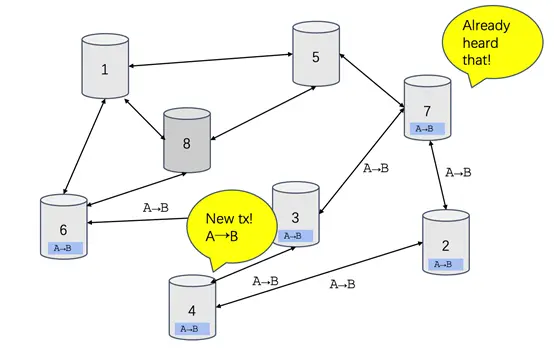 Already
heard
that!
5
1
7
A→B
8
A→B
A→B
A→B
6
A→B
New tx!
A→B
3
A→B
2
A→B
A→B
A→B
4
A→B